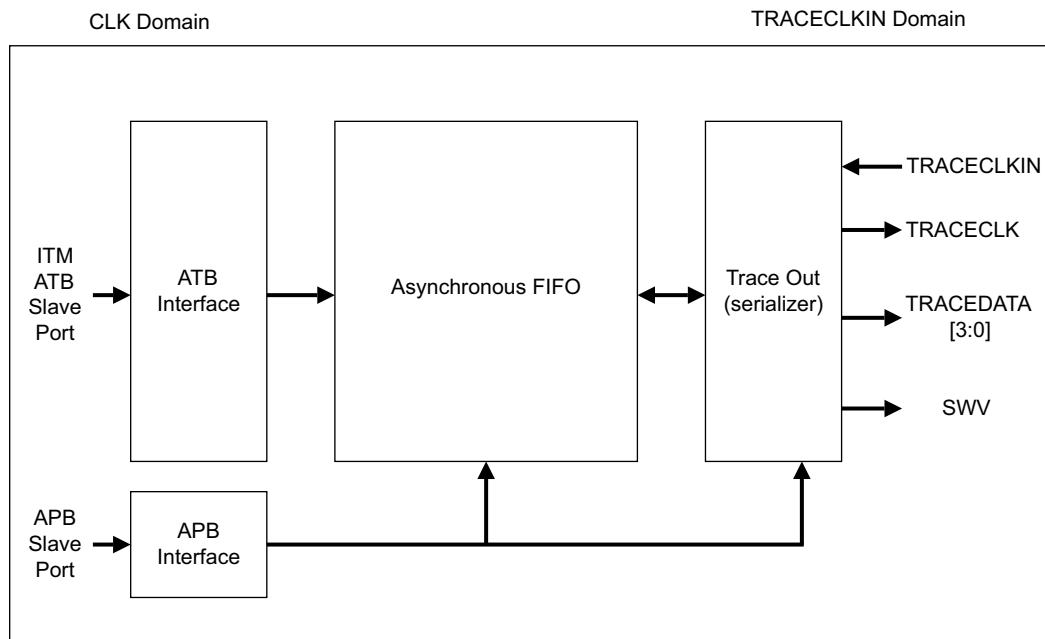 CLK Domain
TRACECLKIN Domain
ITM
ATB
Slave
Port
ATB
Interface
Asynchronous FIFO
Trace Out
(serializer)
TRACECLKIN
TRACECLK
TRACEDATA
[3:0]
SWV
APB
Slave
Port
APB
Interface